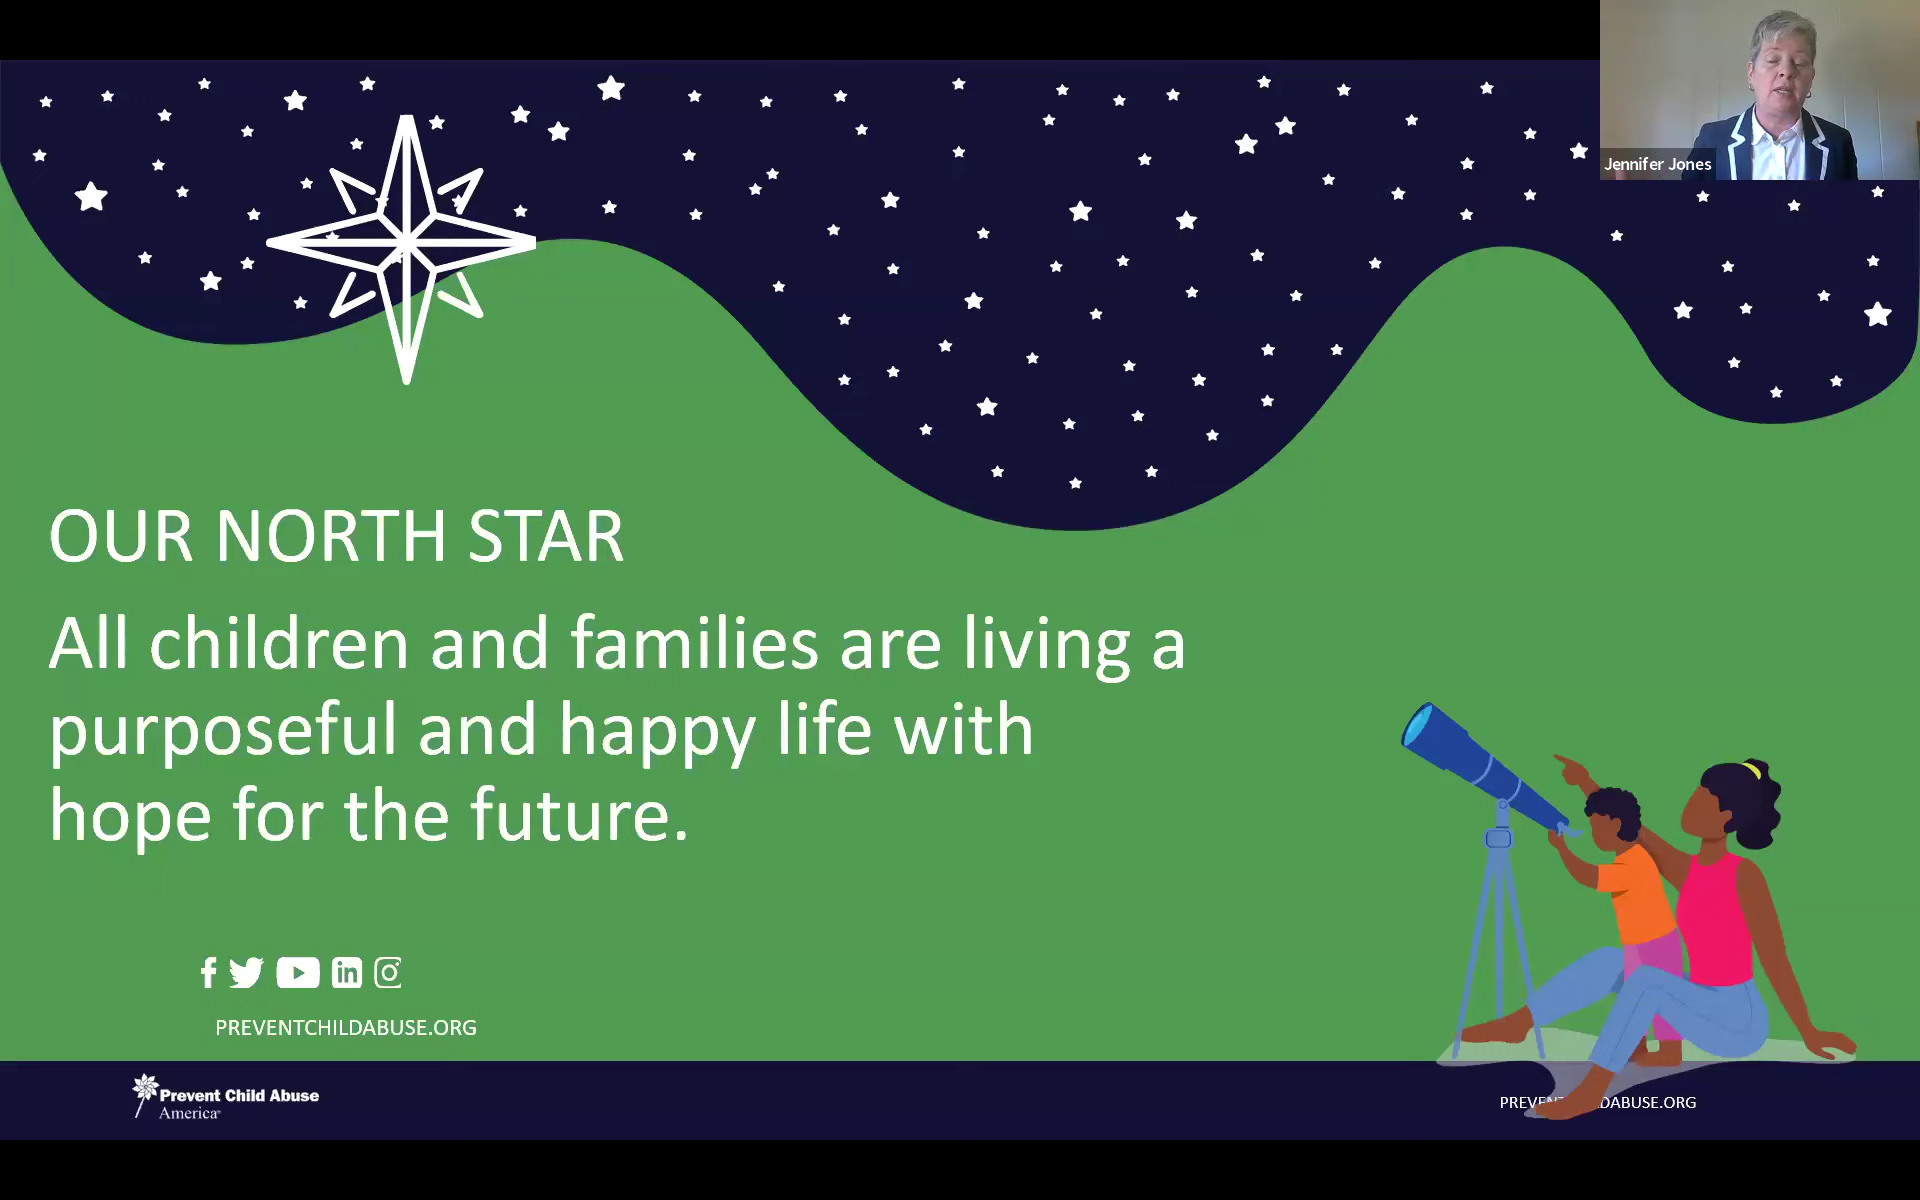 Jennifer Jones
OUR NORTH STAR
All children and families are living a
purposeful and happy life with
hope for the future.
PREVENTCHILDABUSE.ORG
Prevent Child Abuse
America